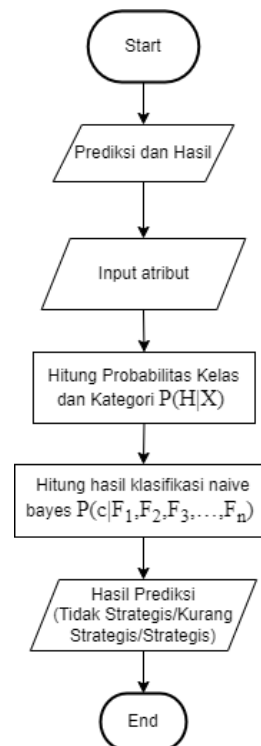 Start
Prediksi dan Hasil
Input atribut
Hitung Probabilitas Kelas
dan Kategori P(H|X)
Hitung hasil klasifikasi naive
bayes P(c|F₁,F₂,F₃,...,Fₙ)
Hasil Prediksi
(Tidak Strategis/Kurang
Strategis/Strategis)
End